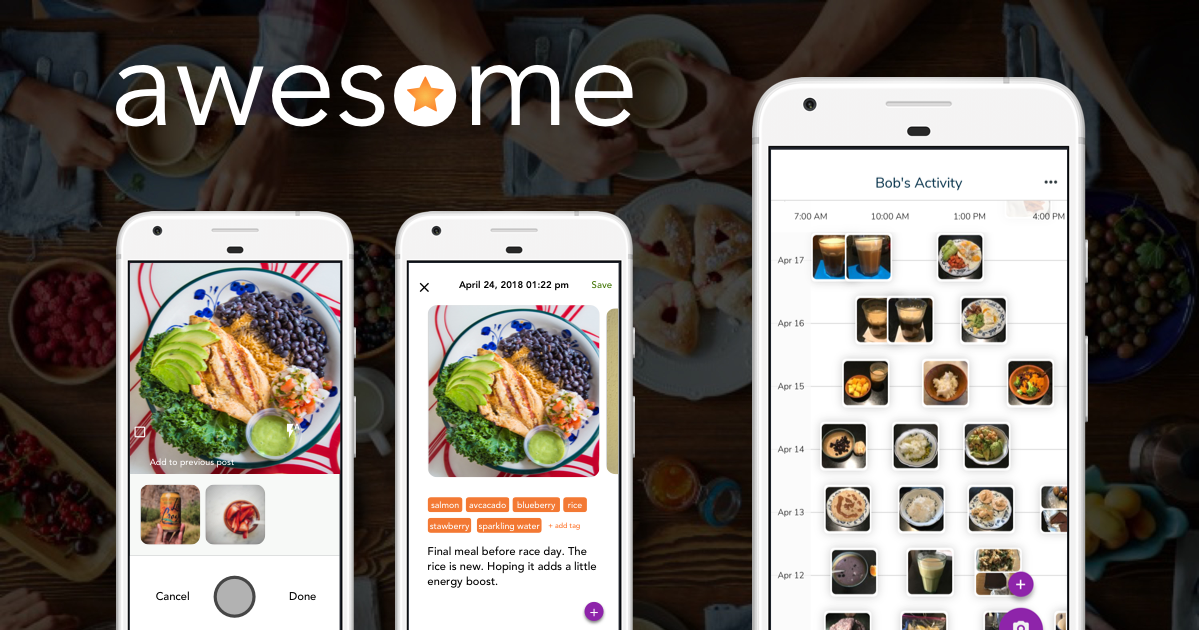 awesome
Add to previous post
Cancel
Done
April 24, 2018 01:22 pm
Save
salmon
avcacado
blueberry
rice
stawberry
sparkling water
+ add tag
Final meal before race day. The
rice is new. Hoping it adds a little
energy boost.
+
Bob's Activity
7:00 AM 10:00 AM 1:00 PM 4:00 PM
Apr 17
Apr 16
Apr 15
Apr 14
Apr 13
Apr 12
+